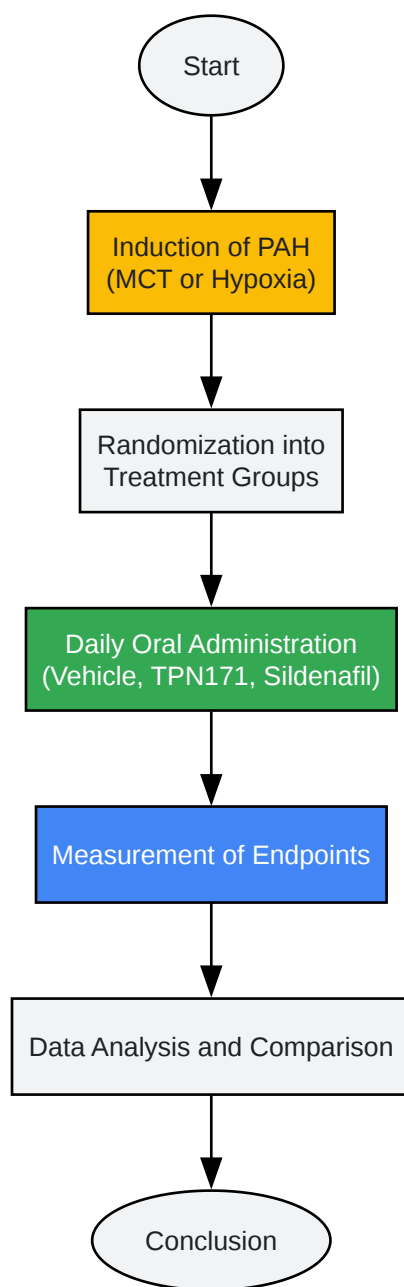 Start
Induction of PAH
(MCT or Hypoxia)
Randomization into
Treatment Groups
Daily Oral Administration
(Vehicle, TPN171, Sildenafil)
Measurement of Endpoints
Data Analysis and Comparison
Conclusion